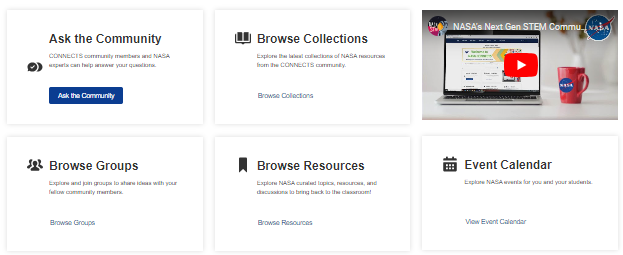 Ask the Community
CONNECTS community members and NASA
experts can help answer your questions.
Ask the Community
Browse Collections
Explore the latest collections of NASA resources
from the CONNECTS community.
Browse Collections
NASA's Next Gen STEM Commu...
NASA
NASA
Browse Groups
Explore and join groups to share ideas with your
fellow community members.
Browse Groups
Browse Resources
Explore NASA curated topics, resources, and
discussions to bring back to the classroom!
Browse Resources
Event Calendar
Explore NASA events for you and your students.
View Event Calendar